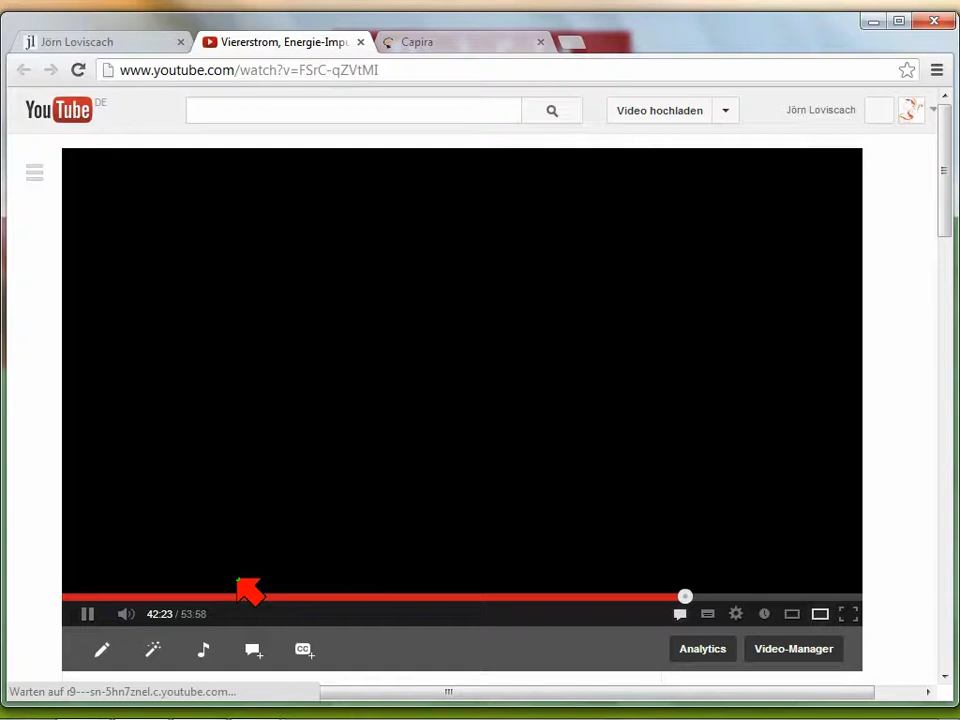 Jörn Loviscach
Viererstrom, Energie-Impu
Capira
www.youtube.com/watch?v=FSrC-qZVtMI
YouTube DE
Video hochladen
Jörn Loviscach
42:23 / 53:58
Analytics
Video-Manager
Warten auf r9---sn-5hn7znel.c.youtube.com...